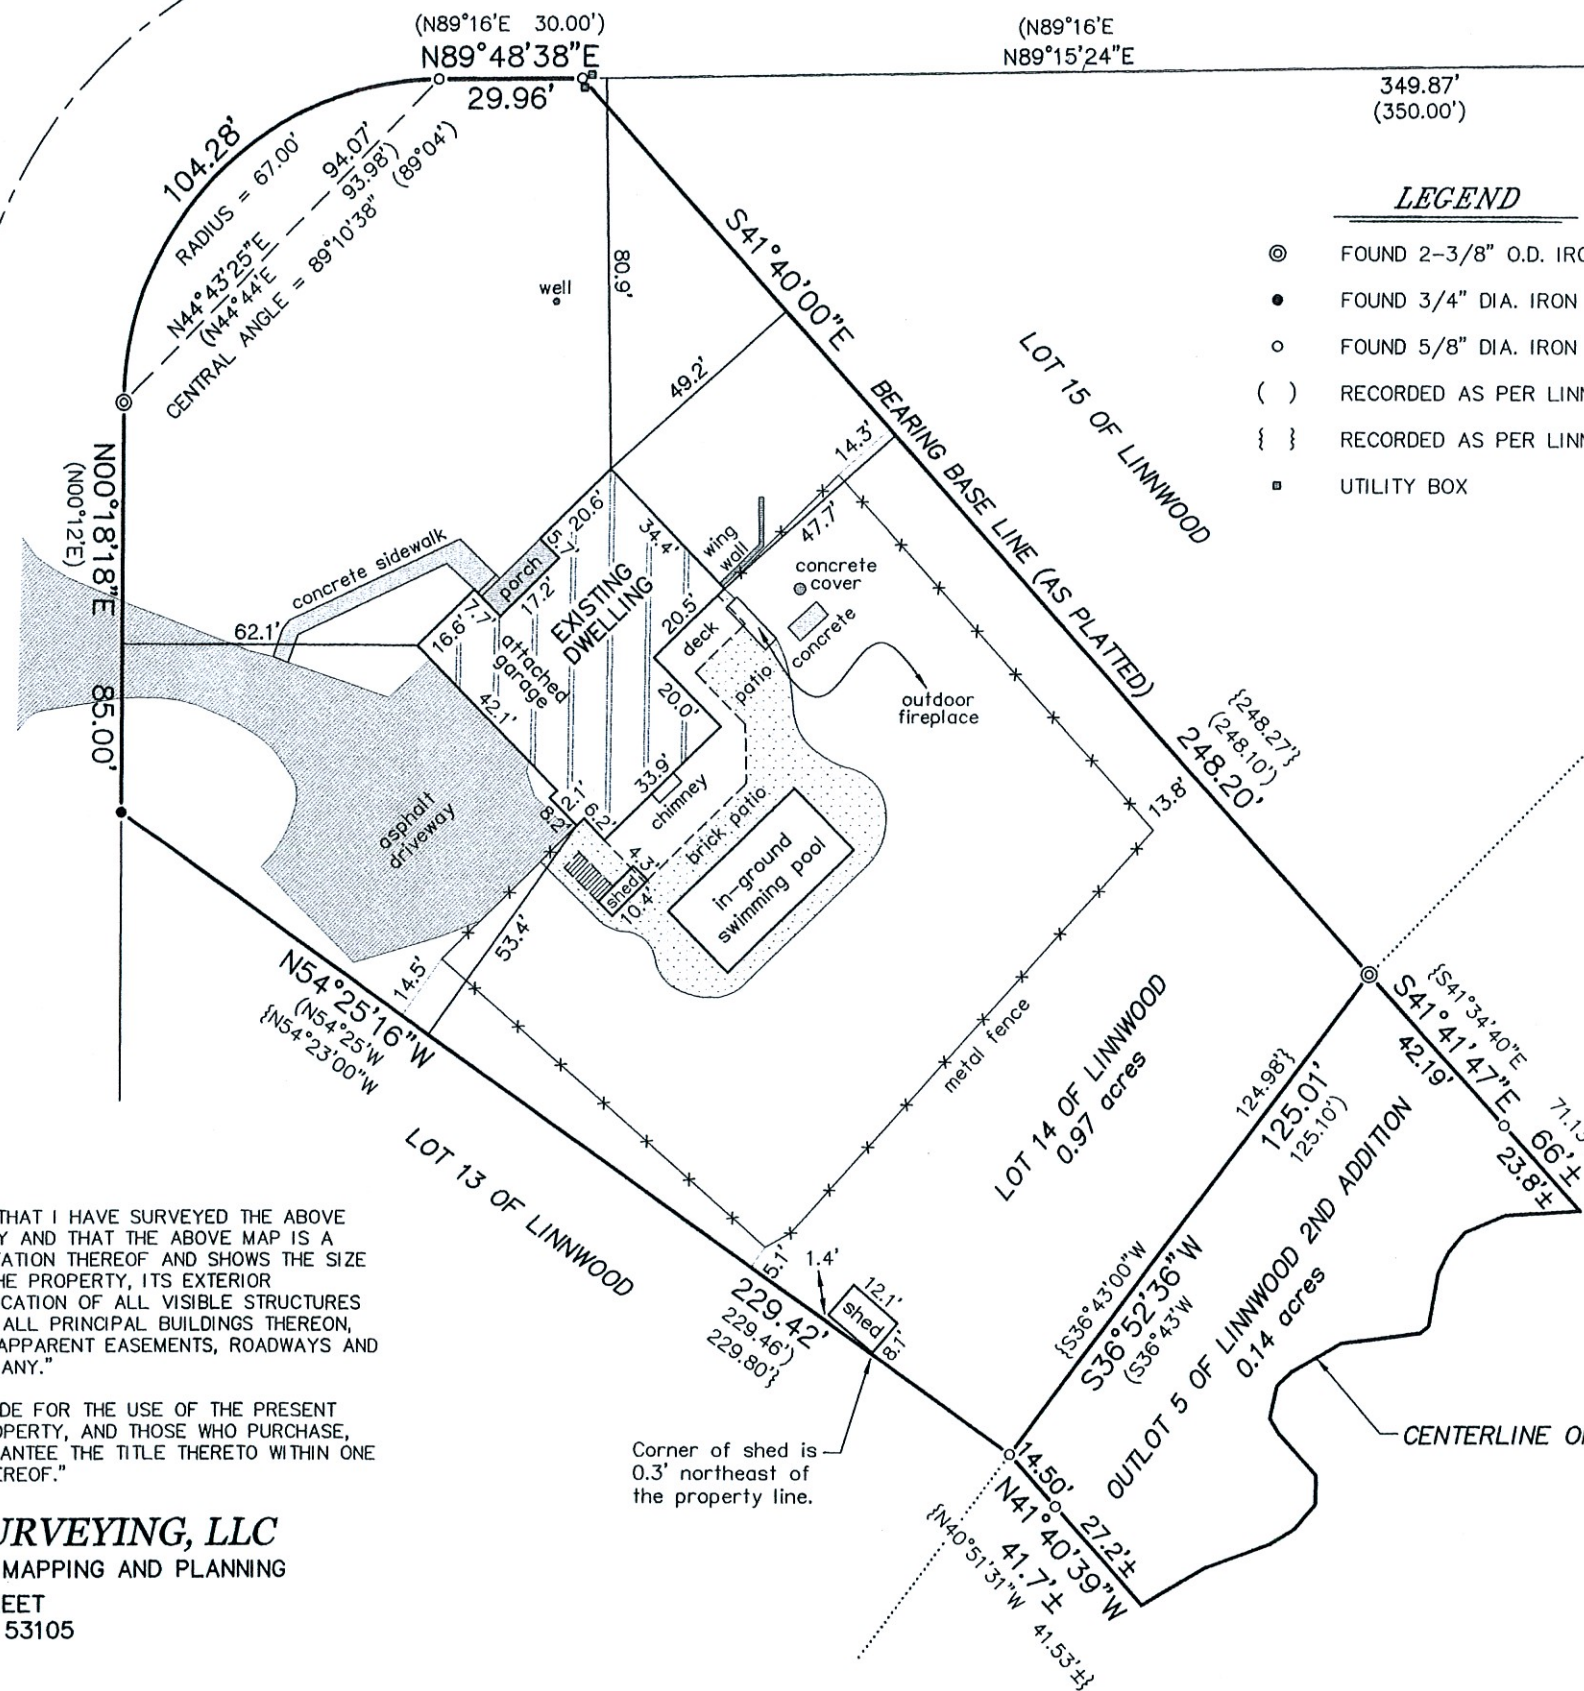 (N89°16'E 30.00')
N89°48'38"E
29.96'
(N89°16'E
N89°15'24"E
349.87'
(350.00')
104.28'
RADIUS = 67.00'
94.07'
93.98')
N44°43'25"E
(N44°44'E
CENTRAL ANGLE = 89°10'38" (89°04')
LEGEND
FOUND 2-3/8" O.D. IRO
FOUND 3/4" DIA. IRON
FOUND 5/8" DIA. IRON
( ) RECORDED AS PER LINN
{ } RECORDED AS PER LINN
UTILITY BOX
S41°40'00"E
BEARING BASE LINE (AS PLATTED)
{248.27'}
(248.10')
248.20'
LOT 15 OF LINNWOOD
well
80.9'
49.2'
14.3'
47.7'
wing
wall
concrete
cover
concrete
outdoor
fireplace
N00°18'18"E
(N00°12'E)
85.00'
concrete sidewalk
62.1'
porch
5.7'
20.6'
17.2'
7.7'
16.6'
34.4'
EXISTING
DWELLING
attached
garage
42.1'
20.5'
deck
20.0'
patio
33.9'
chimney
2.1'
6.2'
8.2'
brick patio
4.3'
shed
10.4'
in-ground
swimming pool
asphalt
driveway
53.4'
14.5'
13.8'
metal fence
N54°25'16"W
(N54°25'W
{N54°23'00"W
LOT 13 OF LINNWOOD
LOT 14 OF LINNWOOD
0.97 acres
5.1'
1.4'
12.1'
shed
8.1'
229.42'
229.46')
229.80'}
Corner of shed is
0.3' northeast of
the property line.
{S41°34'40"E
S41°41'47"E
42.19'
71.13
66'±
23.8'±
124.98'}
125.01'
125.10')
{S36°43'00"W
S36°52'36"W
(S36°43'W
OUTLOT 5 OF LINNWOOD 2ND ADDITION
0.14 acres
CENTERLINE O
14.50'
N41°40'39"W
27.2'±
41.7'±
{N40°51'31"W 41.53'±}
THAT I HAVE SURVEYED THE ABOVE
Y AND THAT THE ABOVE MAP IS A
ATION THEREOF AND SHOWS THE SIZE
HE PROPERTY, ITS EXTERIOR
CATION OF ALL VISIBLE STRUCTURES
ALL PRINCIPAL BUILDINGS THEREON,
APPARENT EASEMENTS, ROADWAYS AND
ANY."
DE FOR THE USE OF THE PRESENT
OPERTY, AND THOSE WHO PURCHASE,
ANTEE THE TITLE THERETO WITHIN ONE
EREOF."
URVEYING, LLC
MAPPING AND PLANNING
EET
53105